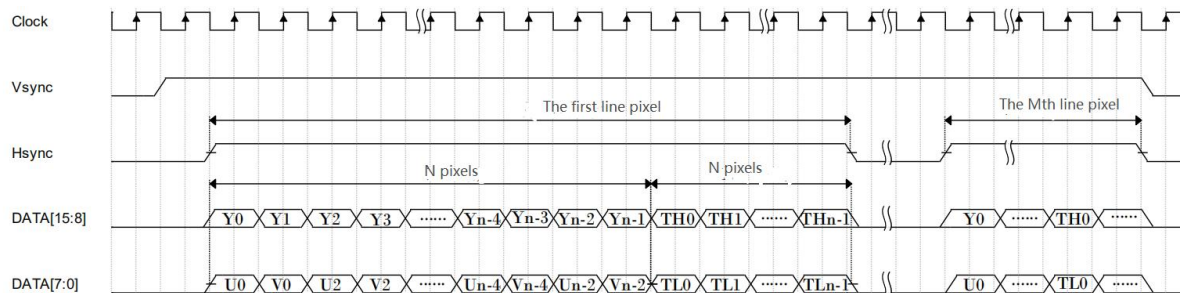 Clock
Vsync
The first line pixel
The Mth line pixel
Hsync
N pixels N pixels
DATA[15:8] Y0 Y1 Y2 Y3 ...... Yn-4 Yn-3 Yn-2 Yn-1 TH0 TH1 ...... THn-1 Y0 ...... TH0 ......
DATA[7:0] U0 V0 U2 V2 ...... Un-4 Vn-4 Un-2 Vn-2 TL0 TL1 ...... TLn-1 U0 ...... TL0 ......